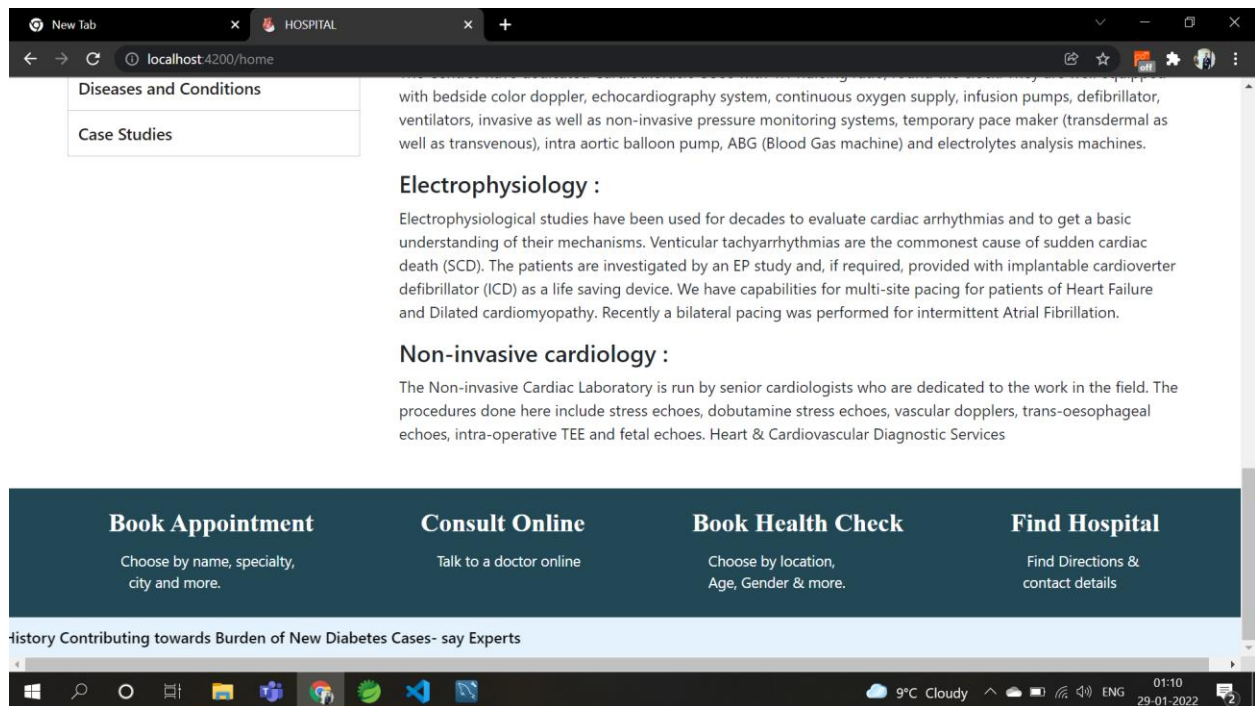 New Tab
HOSPITAL
localhost:4200/home
off
Diseases and Conditions
Case Studies
with bedside color doppler, echocardiography system, continuous oxygen supply, infusion pumps, defibrillator,
ventilators, invasive as well as non-invasive pressure monitoring systems, temporary pace maker (transdermal as
well as transvenous), intra aortic balloon pump, ABG (Blood Gas machine) and electrolytes analysis machines.
Electrophysiology :
Electrophysiological studies have been used for decades to evaluate cardiac arrhythmias and to get a basic
understanding of their mechanisms. Venticular tachyarrhythmias are the commonest cause of sudden cardiac
death (SCD). The patients are investigated by an EP study and, if required, provided with implantable cardioverter
defibrillator (ICD) as a life saving device. We have capabilities for multi-site pacing for patients of Heart Failure
and Dilated cardiomyopathy. Recently a bilateral pacing was performed for intermittent Atrial Fibrillation.
Non-invasive cardiology :
The Non-invasive Cardiac Laboratory is run by senior cardiologists who are dedicated to the work in the field. The
procedures done here include stress echoes, dobutamine stress echoes, vascular dopplers, trans-oesophageal
echoes, intra-operative TEE and fetal echoes. Heart & Cardiovascular Diagnostic Services
Book Appointment
Choose by name, specialty,
city and more.
Consult Online
Talk to a doctor online
Book Health Check
Choose by location,
Age, Gender & more.
Find Hospital
Find Directions &
contact details
History Contributing towards Burden of New Diabetes Cases- say Experts
9°C Cloudy
ENG
01:10
29-01-2022
2